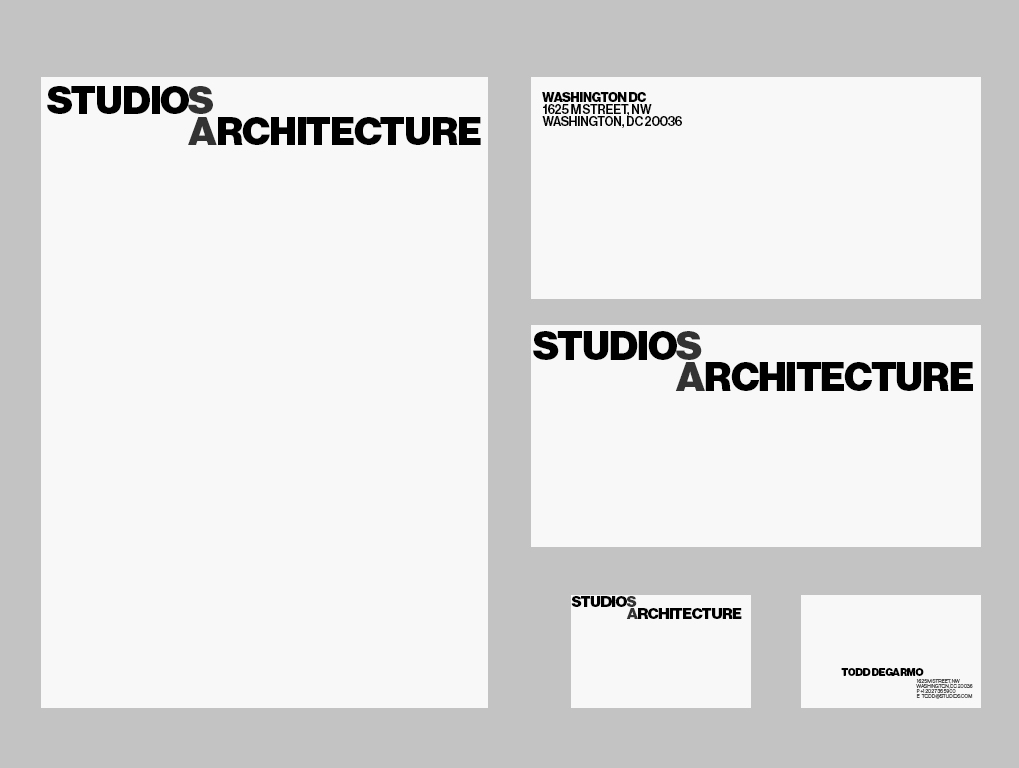 STUDIOS
ARCHITECTURE
WASHINGTON DC
1625 M STREET, NW
WASHINGTON, DC 20036
STUDIOS
ARCHITECTURE
STUDIOS
ARCHITECTURE
TODD DEGARMO
1625 M STREET, NW
WASHINGTON, DC 20036
E TODD@STUDIOS.COM